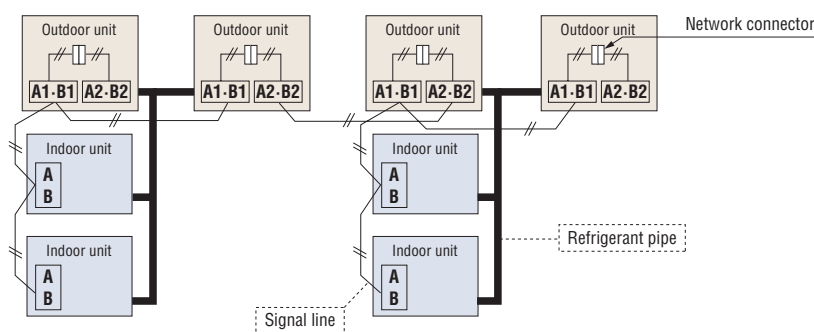 Network connector
Outdoor unit
Outdoor unit
Outdoor unit
Outdoor unit
A1·B1 A2·B2
A1·B1 A2·B2
A1·B1 A2·B2
A1·B1 A2·B2
Indoor unit
A
B
Indoor unit
A
B
Indoor unit
A
B
Indoor unit
A
B
Refrigerant pipe
Signal line